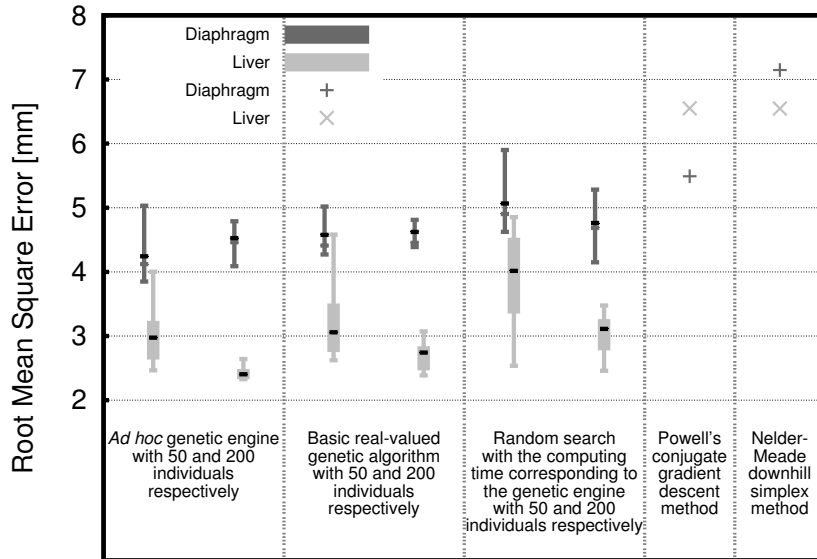 Root Mean Square Error [mm]
8
7
6
5
4
3
2
Diaphragm
Liver
Diaphragm
Liver
Ad hoc genetic engine
with 50 and 200
individuals
respectively
Basic real-valued
genetic algorithm
with 50 and 200
individuals
respectively
Random search
with the computing
time corresponding to
the genetic engine
with 50 and 200
individuals respectively
Powell's
conjugate
gradient
descent
method
Nelder-
Meade
downhill
simplex
method